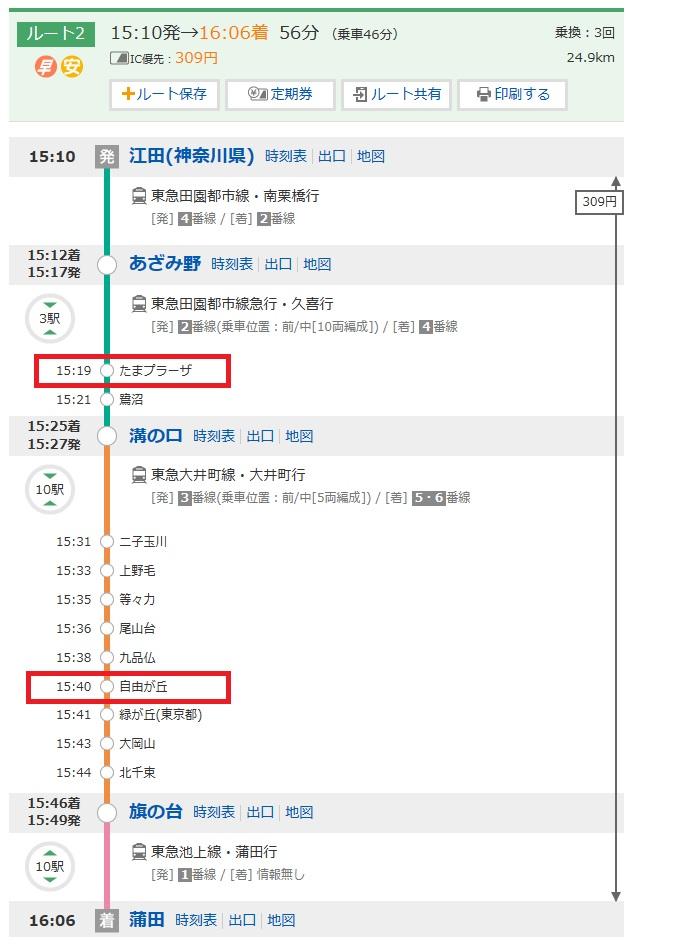 ルート2
15:10発→16:06着 56分 (乗車46分)
乗換：3回
早 安
IC優先：309円
24.9km
ルート保存
定期券
ルート共有
印刷する
15:10 発 江田(神奈川県) 時刻表 出口 地図
東急田園都市線・南栗橋行
309円
[発] 4番線 / [着] 2番線
15:12着
15:17発
あざみ野 時刻表 出口 地図
東急田園都市線急行・久喜行
3駅
[発] 2番線(乗車位置：前/中[10両編成]) / [着] 4番線
15:19 たまプラーザ
15:21 鷺沼
15:25着
15:27発
溝の口 時刻表 出口 地図
東急大井町線・大井町行
10駅
[発] 3番線(乗車位置：前/中[5両編成]) / [着] 5・6番線
15:31 二子玉川
15:33 上野毛
15:35 等々力
15:36 尾山台
15:38 九品仏
15:40 自由が丘
15:41 緑が丘(東京都)
15:43 大岡山
15:44 北千束
15:46着
15:49発
旗の台 時刻表 出口 地図
東急池上線・蒲田行
10駅
[発] 1番線 / [着] 情報無し
16:06 着 蒲田 時刻表 出口 地図